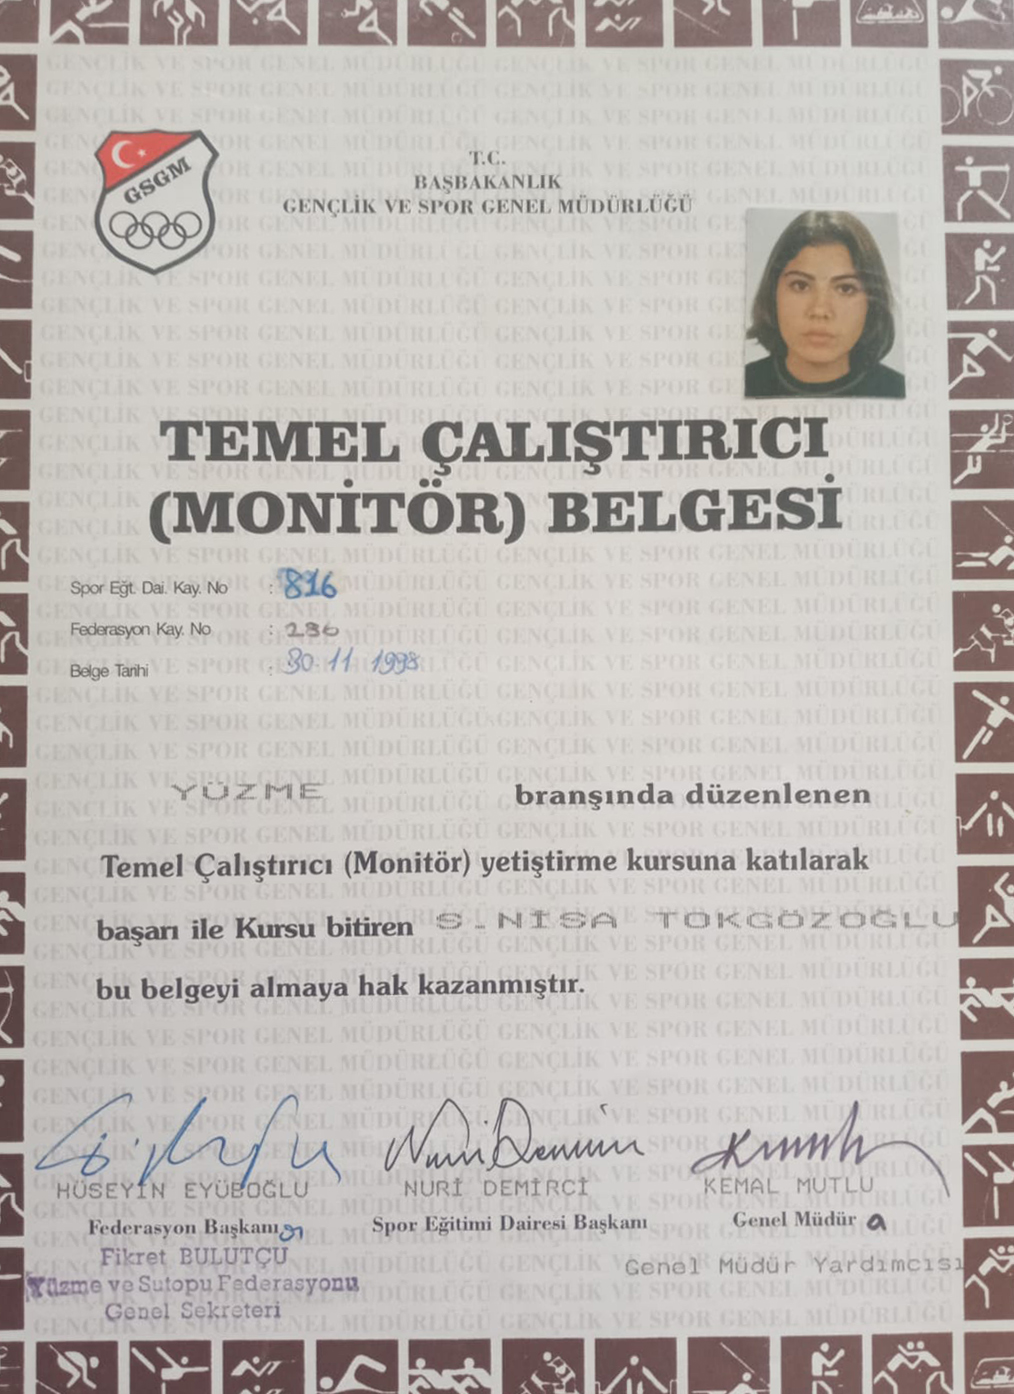 GSGM
T.C.
BAŞBAKANLIK
GENÇLİK VE SPOR GENEL MÜDÜRLÜĞÜ
TEMEL ÇALIŞTIRICI
(MONİTÖR) BELGESİ
Spor Eğt. Dai. Kay. No : 816
Federasyon Kay. No : 236
Belge Tarihi : 30.11.1998
YÜZME branşında düzenlenen
Temel Çalıştırıcı (Monitör) yetiştirme kursuna katılarak
başarı ile Kursu bitiren S.NİSA TOKGÖZOĞLU
bu belgeyi almaya hak kazanmıştır.
HÜSEYİN EYÜBOĞLU NURİ DEMİRCİ KEMAL MUTLU
Federasyon Başkanı Spor Eğitimi Dairesi Başkanı Genel Müdür a
Fikret BULUTÇU
Yüzme ve Sutopu Federasyonu
Genel Sekreteri
Genel Müdür Yardımcısı